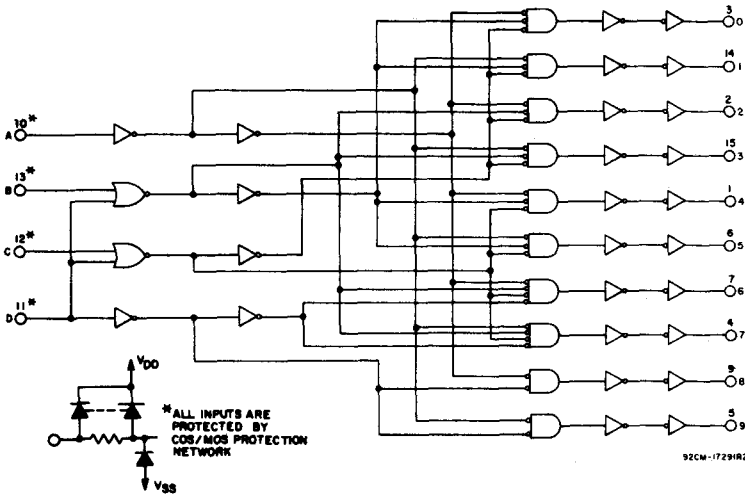 3
0
14
1
2
2
15
3
1
4
6
5
7
6
4
7
9
8
5
9
10*
A
13*
B
12*
C
11*
D
VDD
*ALL INPUTS ARE
PROTECTED BY
COS/MOS PROTECTION
NETWORK
VSS
92CM-17291R2